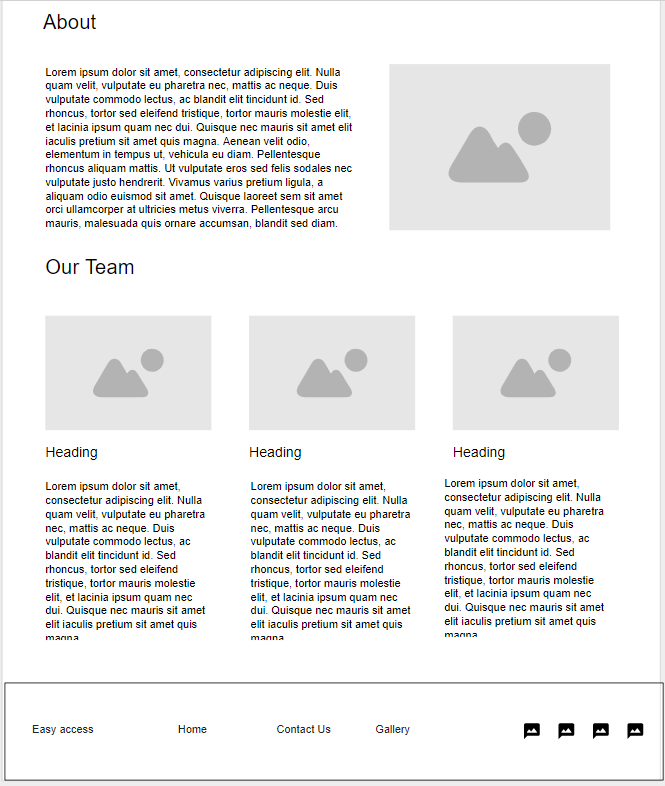 About
Lorem ipsum dolor sit amet, consectetur adipiscing elit. Nulla
quam velit, vulputate eu pharetra nec, mattis ac neque. Duis
vulputate commodo lectus, ac blandit elit tincidunt id. Sed
rhoncus, tortor sed eleifend tristique, tortor mauris molestie elit,
et lacinia ipsum quam nec dui. Quisque nec mauris sit amet elit
iaculis pretium sit amet quis magna. Aenean velit odio,
elementum in tempus ut, vehicula eu diam. Pellentesque
rhoncus aliquam mattis. Ut vulputate eros sed felis sodales nec
vulputate justo hendrerit. Vivamus varius pretium ligula, a
aliquam odio euismod sit amet. Quisque laoreet sem sit amet
orci ullamcorper at ultricies metus viverra. Pellentesque arcu
mauris, malesuada quis ornare accumsan, blandit sed diam.
Our Team
Heading
Lorem ipsum dolor sit amet,
consectetur adipiscing elit. Nulla
quam velit, vulputate eu pharetra
nec, mattis ac neque. Duis
vulputate commodo lectus, ac
blandit elit tincidunt id. Sed
rhoncus, tortor sed eleifend
tristique, tortor mauris molestie
elit, et lacinia ipsum quam nec
dui. Quisque nec mauris sit amet
elit iaculis pretium sit amet quis
magna
Heading
Lorem ipsum dolor sit amet,
consectetur adipiscing elit. Nulla
quam velit, vulputate eu pharetra
nec, mattis ac neque. Duis
vulputate commodo lectus, ac
blandit elit tincidunt id. Sed
rhoncus, tortor sed eleifend
tristique, tortor mauris molestie
elit, et lacinia ipsum quam nec
dui. Quisque nec mauris sit amet
elit iaculis pretium sit amet quis
magna
Heading
Lorem ipsum dolor sit amet,
consectetur adipiscing elit. Nulla
quam velit, vulputate eu pharetra
nec, mattis ac neque. Duis
vulputate commodo lectus, ac
blandit elit tincidunt id. Sed
rhoncus, tortor sed eleifend
tristique, tortor mauris molestie
elit, et lacinia ipsum quam nec
dui. Quisque nec mauris sit amet
elit iaculis pretium sit amet quis
magna
Easy access
Home
Contact Us
Gallery